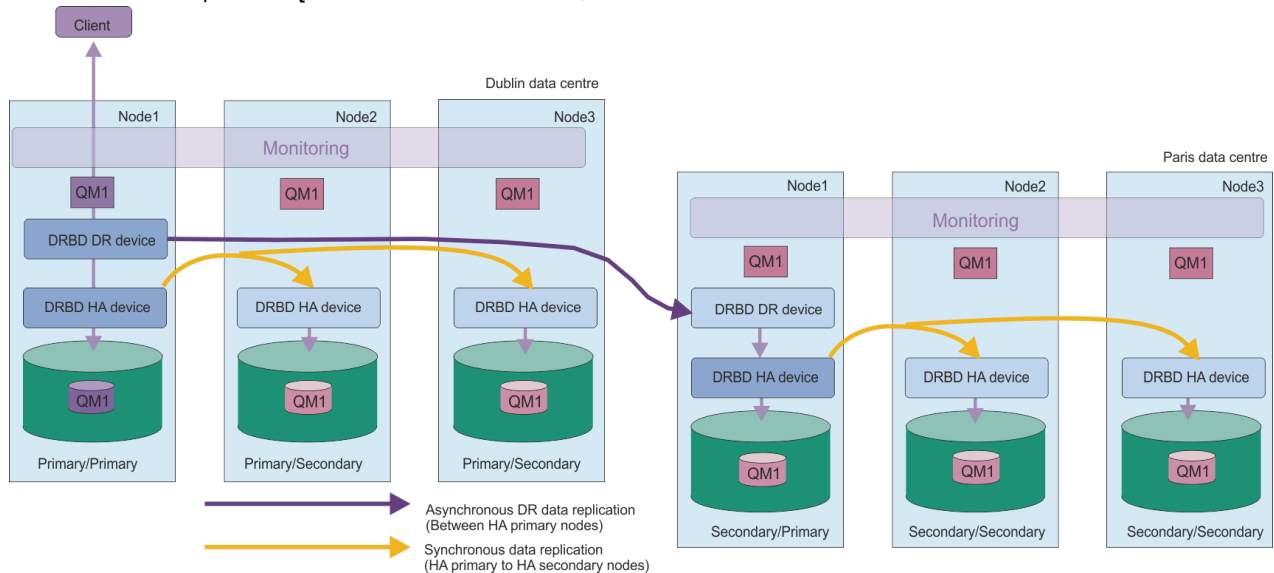 Client
Dublin data centre
Node1
Node2
Node3
Monitoring
QM1
QM1
QM1
DRBD DR device
DRBD HA device
DRBD HA device
DRBD HA device
QM1
QM1
QM1
Primary/Primary
Primary/Secondary
Primary/Secondary
Paris data centre
Node1
Node2
Node3
Monitoring
QM1
QM1
QM1
DRBD DR device
DRBD HA device
DRBD HA device
DRBD HA device
QM1
QM1
QM1
Secondary/Primary
Secondary/Secondary
Secondary/Secondary
Asynchronous DR data replication
(Between HA primary nodes)
Synchronous data replication
(HA primary to HA secondary nodes)